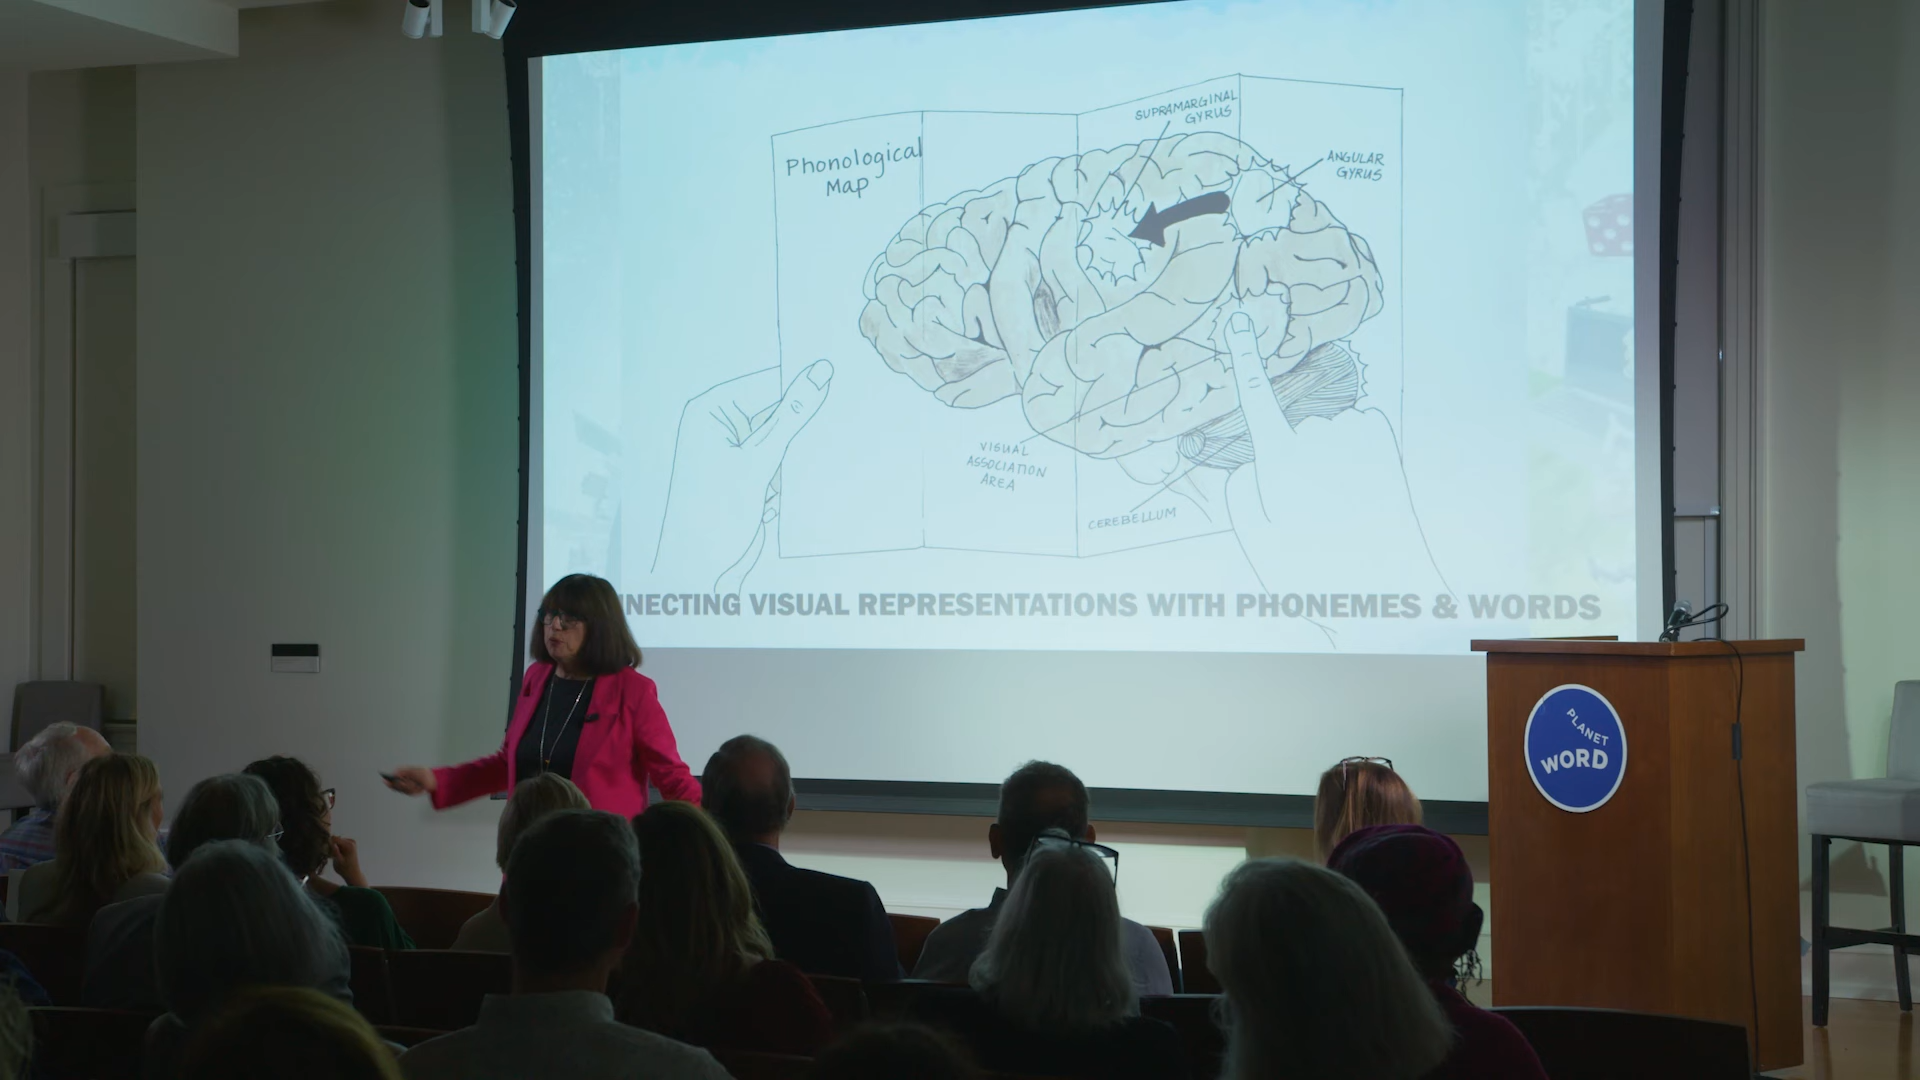 SUPRAMARGINAL
GYRUS
Phonological
Map
ANGULAR
GYRUS
VISUAL
ASSOCIATION
AREA
CEREBELLUM
NNECTING VISUAL REPRESENTATIONS WITH PHONEMES & WORDS
PLANET
WORD